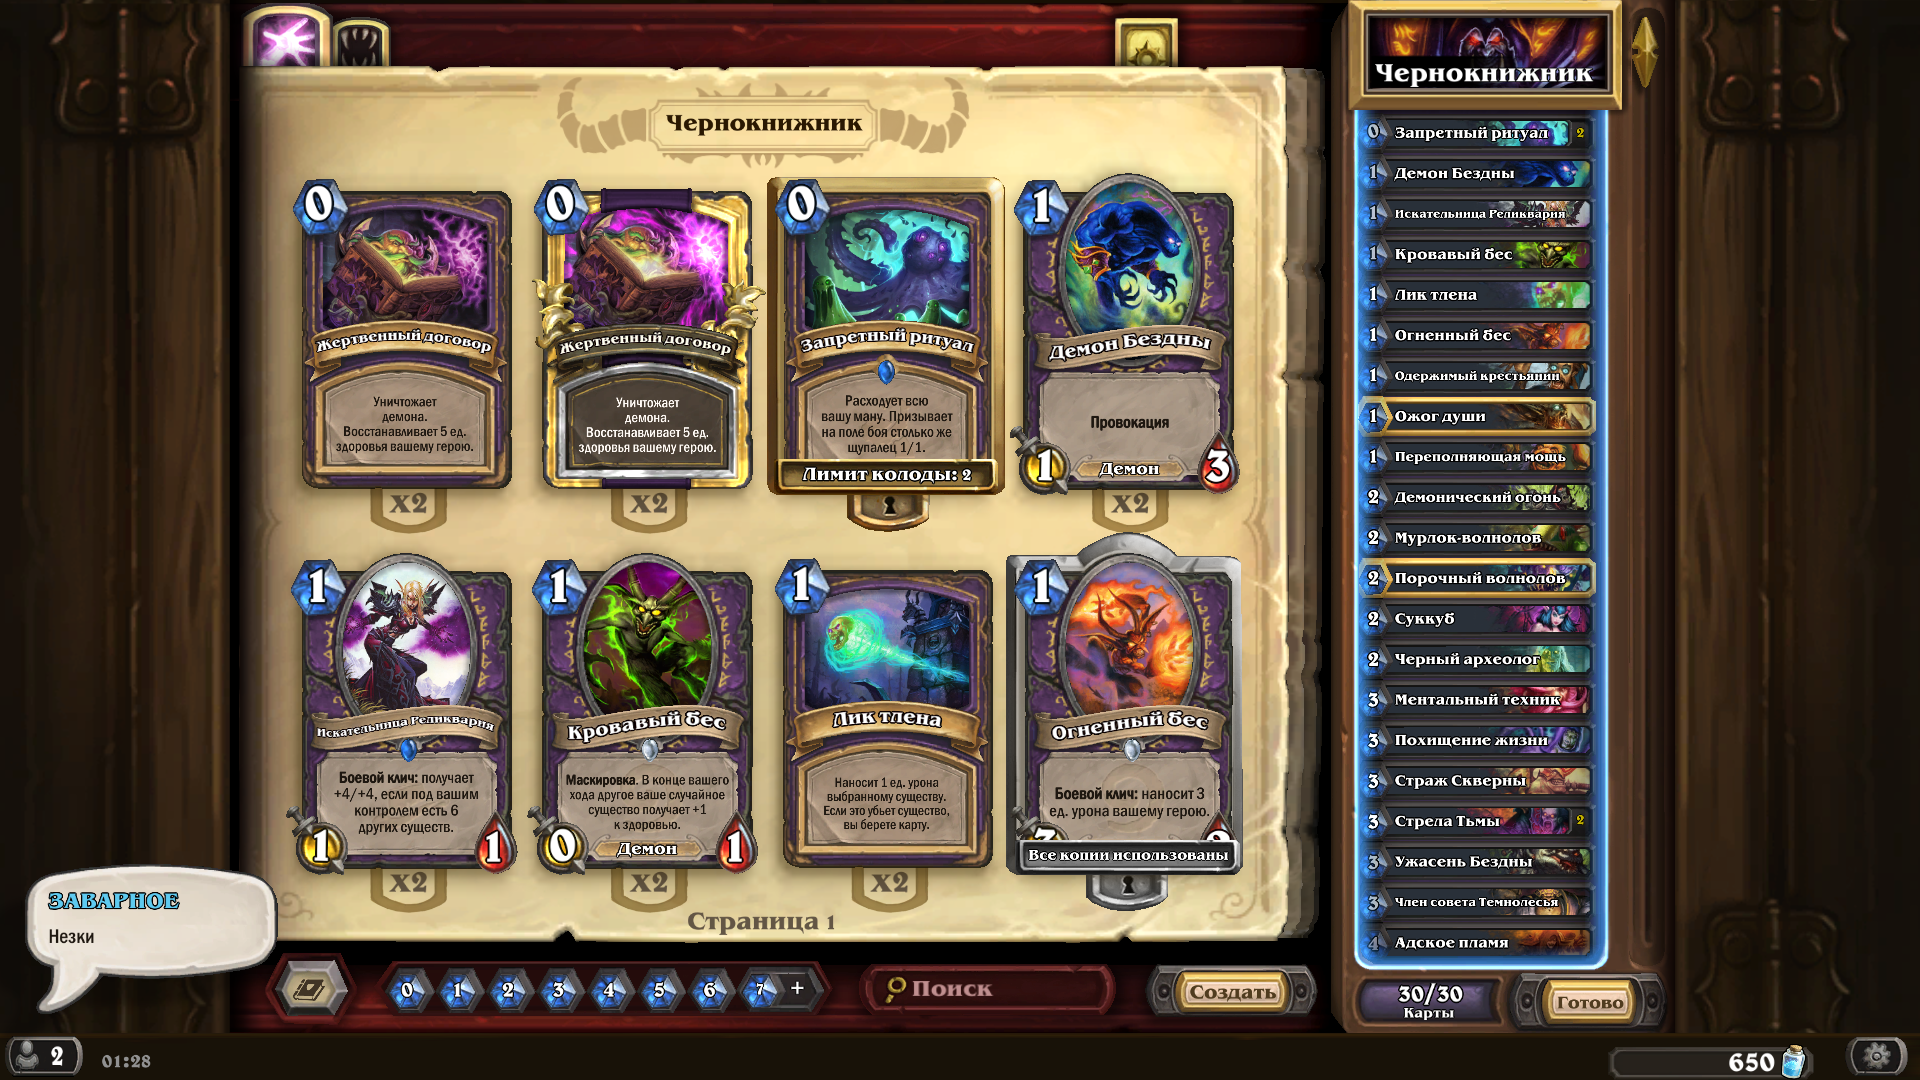 Чернокнижник
0
Жертвенный договор
Уничтожает
демона.
Восстанавливает 5 ед.
здоровья вашему герою.
X2
0
Жертвенный договор
Уничтожает
демона.
Восстанавливает 5 ед.
здоровья вашему герою.
X2
0
Запретный ритуал
Расходует всю
вашу ману. Призывает
на поле боя столько же
щупалец 1/1.
Лимит колоды: 2
1
Демон Бездны
Провокация
1
Демон
3
X2
1
Искательница Реликвария
Боевой клич: получает
+4/+4, если под вашим
контролем есть 6
других существ.
1
1
X2
1
Кровавый бес
Маскировка. В конце вашего
хода другое ваше случайное
существо получает +1
к здоровью.
0
Демон
1
X2
1
Лик тлена
Наносит 1 ед. урона
выбранному существу.
Если это убьет существо,
вы берете карту.
X2
1
Огненный бес
Боевой клич: наносит 3
ед. урона вашему герою.
Все копии использованы
Страница 1
ЗАВАРНОЕ
Незки
0 1 2 3 4 5 6 7 +
Поиск
Создать
Чернокнижник
0 Запретный ритуал 2
1 Демон Бездны
1 Искательница Реликвария
1 Кровавый бес
1 Лик тлена
1 Огненный бес
1 Одержимый крестьянин
1 Ожог души
1 Переполняющая мощь
2 Демонический огонь
2 Мурлок-волнолов
2 Порочный волнолов
2 Суккуб
2 Черный археолог
3 Ментальный техник
3 Похищение жизни
3 Страж Скверны
3 Стрела Тьмы 2
3 Ужасень Бездны
3 Член совета Темнолесья
4 Адское пламя
30/30
Карты
Готово
2
01:28
650